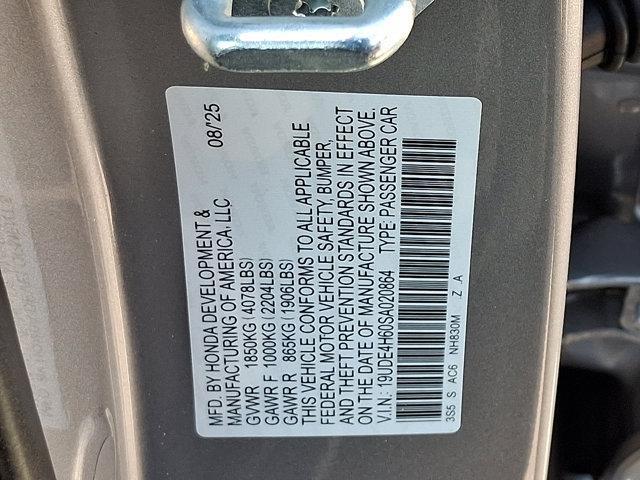 MFD. BY HONDA DEVELOPMENT & 08/'25
MANUFACTURING OF AMERICA, LLC
GVWR 1850KG(4078LBS)
GAWR F 1000KG(2204LBS)
GAWR R 865KG(1906LBS)
THIS VEHICLE CONFORMS TO ALL APPLICABLE
FEDERAL MOTOR VEHICLE SAFETY, BUMPER,
AND THEFT PREVENTION STANDARDS IN EFFECT
ON THE DATE OF MANUFACTURE SHOWN ABOVE.
V.I.N.: 19UDE4H60SA020864 TYPE: PASSENGER CAR
3S5 S AC6 NH830M Z .A